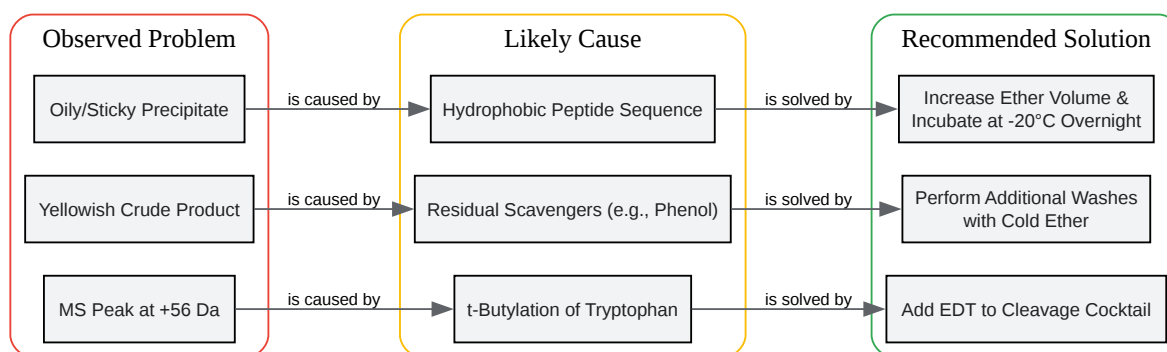 Observed Problem
Likely Cause
Recommended Solution
Oily/Sticky Precipitate
is caused by
Hydrophobic Peptide Sequence
is solved by
Increase Ether Volume &
Incubate at -20°C Overnight
Yellowish Crude Product
is caused by
Residual Scavengers (e.g., Phenol)
is solved by
Perform Additional Washes
with Cold Ether
MS Peak at +56 Da
is caused by
t-Butylation of Tryptophan
is solved by
Add EDT to Cleavage Cocktail